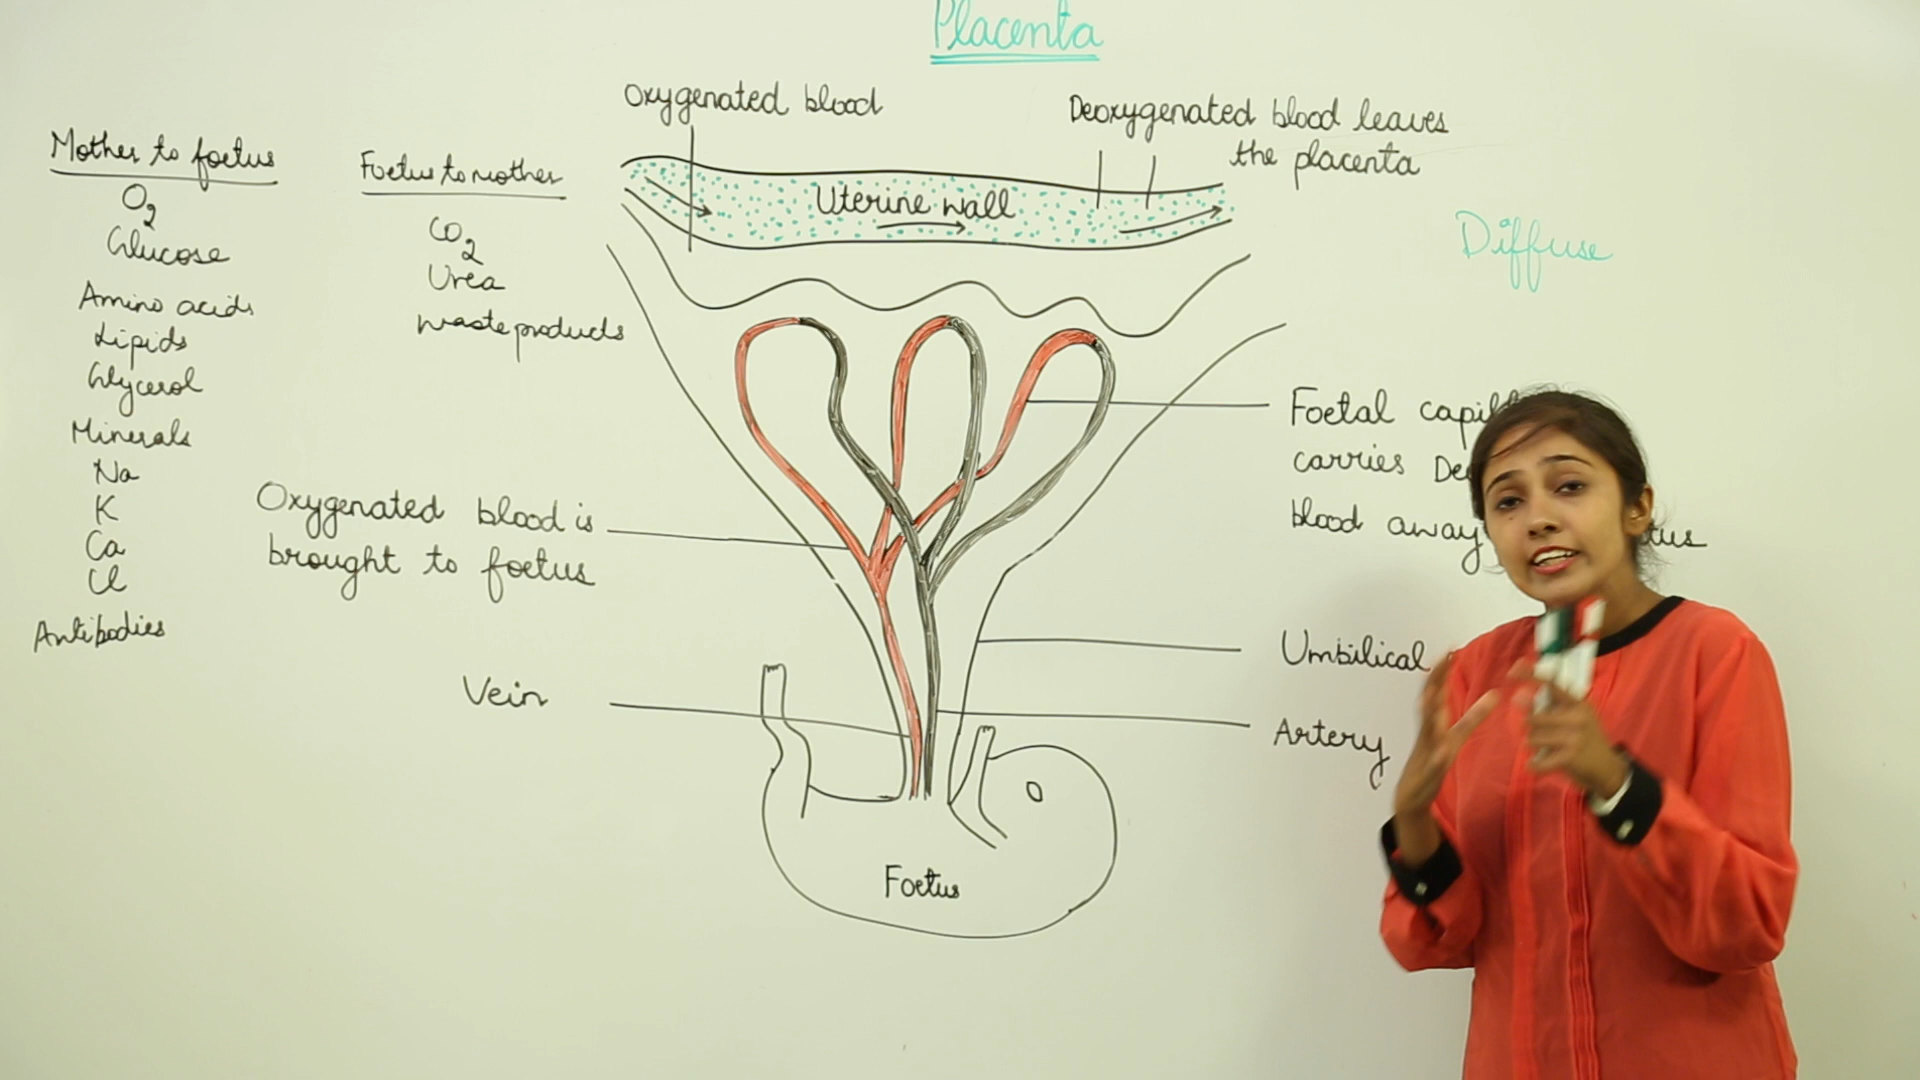 Placenta
Oxygenated blood
Deoxygenated blood leaves
the placenta
Uterine wall
Diffuse
Mother to foetus
O2
Glucose
Amino acids
Lipids
Glycerol
Minerals
Na
K
Ca
Cl
Antibodies
Foetus to mother
CO2
Urea
waste products
Oxygenated blood is
brought to foetus
Vein
Foetal
carries
blood away
Umbilical
Artery
Foetus